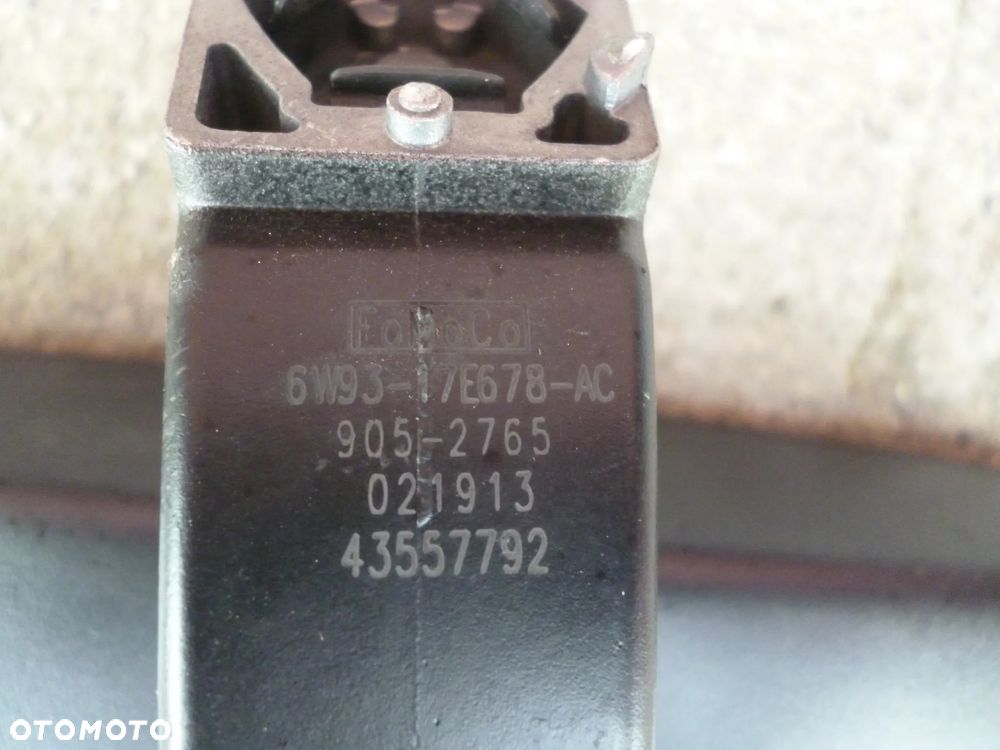 FoMoCo
6W93-17E678-AC
905-2765
021913
43557792
OTOMOTO